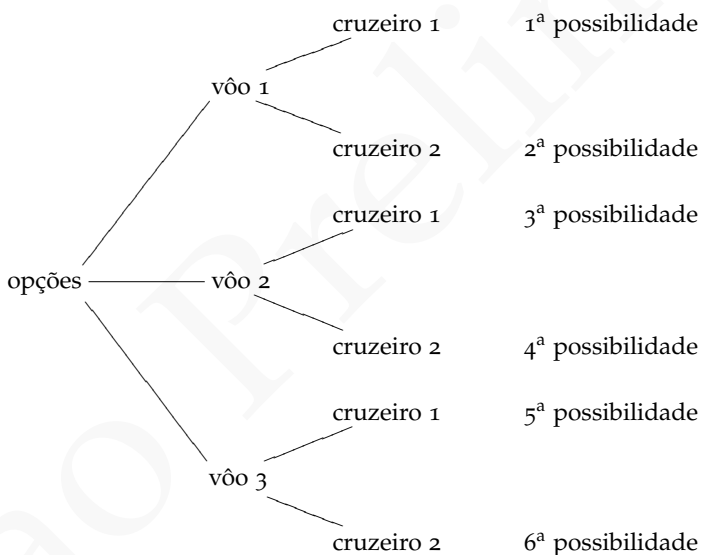 cruzeiro 1 1ª possibilidade
vôo 1
cruzeiro 2 2ª possibilidade
cruzeiro 1 3ª possibilidade
opções vôo 2
cruzeiro 2 4ª possibilidade
cruzeiro 1 5ª possibilidade
vôo 3
cruzeiro 2 6ª possibilidade